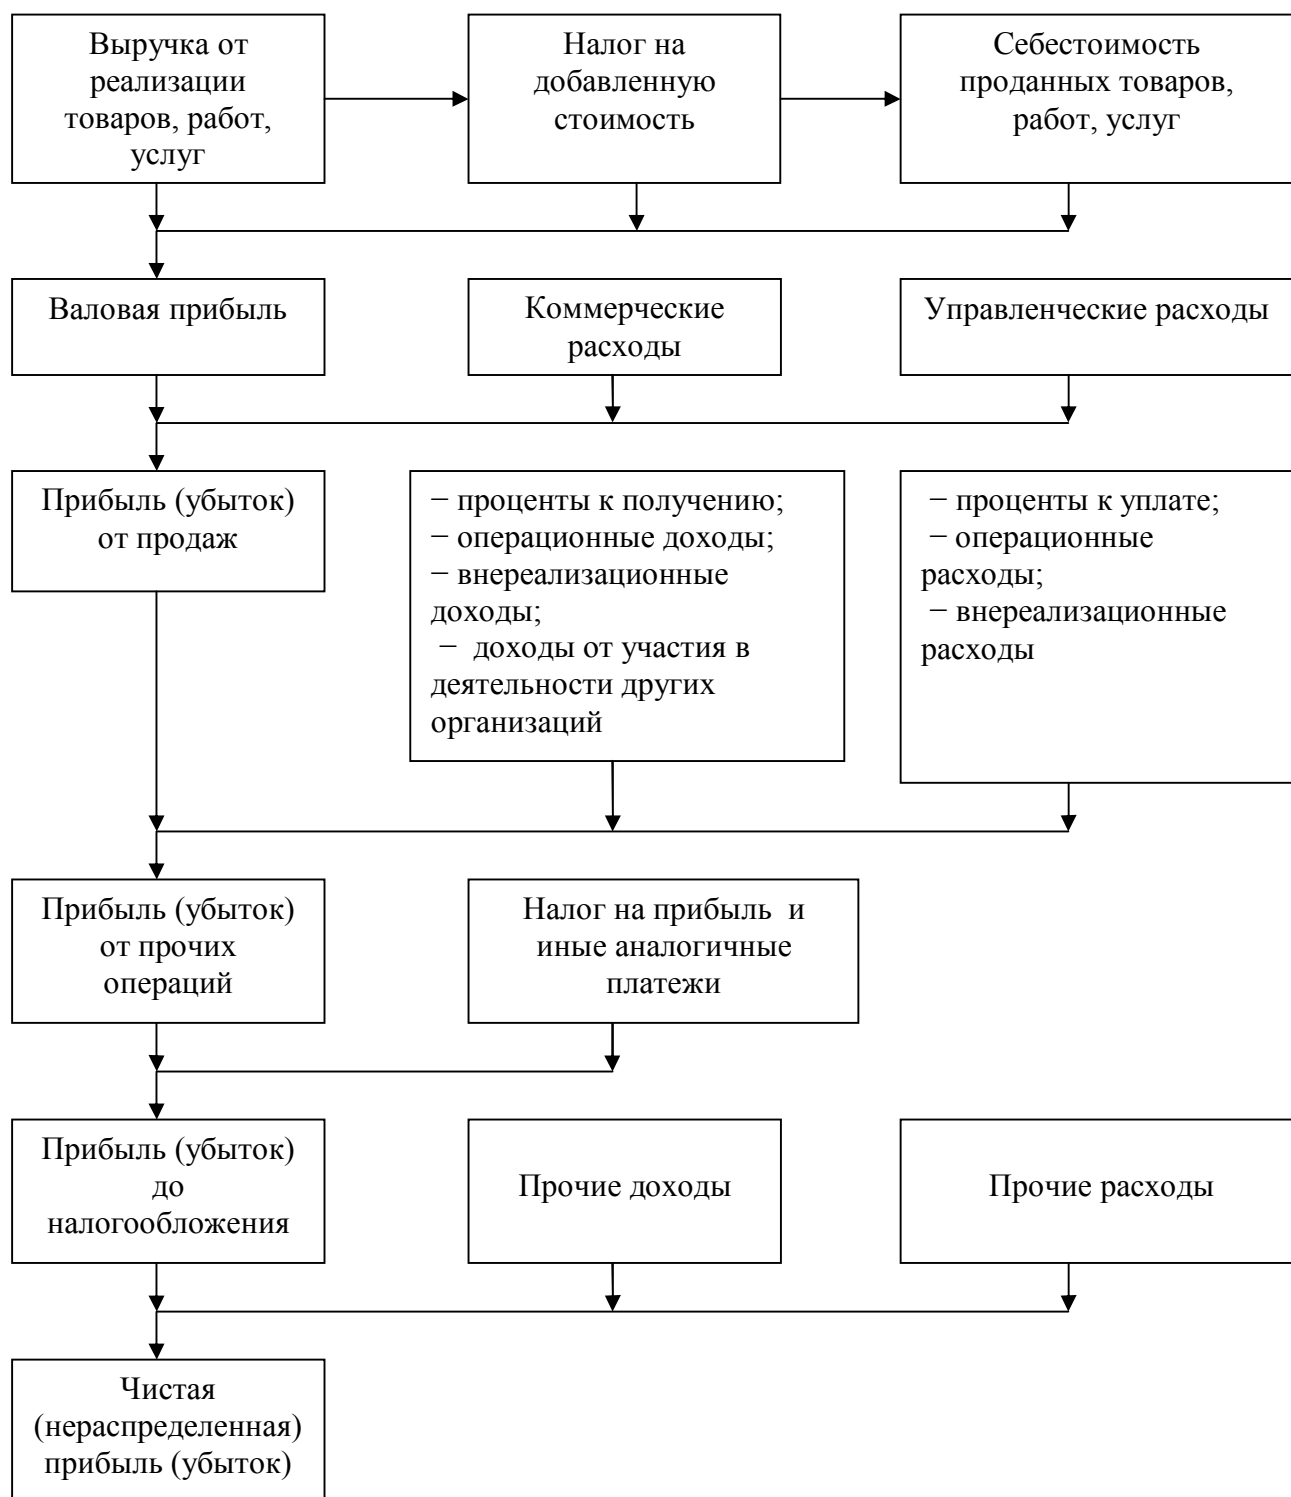 Выручка от
реализации
товаров, работ,
услуг
Налог на
добавленную
стоимость
Себестоимость
проданных товаров,
работ, услуг
Валовая прибыль
Коммерческие
расходы
Управленческие расходы
Прибыль (убыток)
от продаж
− проценты к получению;
− операционные доходы;
− внереализационные
доходы;
− доходы от участия в
деятельности других
организаций
− проценты к уплате;
− операционные
расходы;
− внереализационные
расходы
Прибыль (убыток)
от прочих
операций
Налог на прибыль и
иные аналогичные
платежи
Прибыль (убыток)
до
налогообложения
Прочие доходы
Прочие расходы
Чистая
(нераспределенная)
прибыль (убыток)